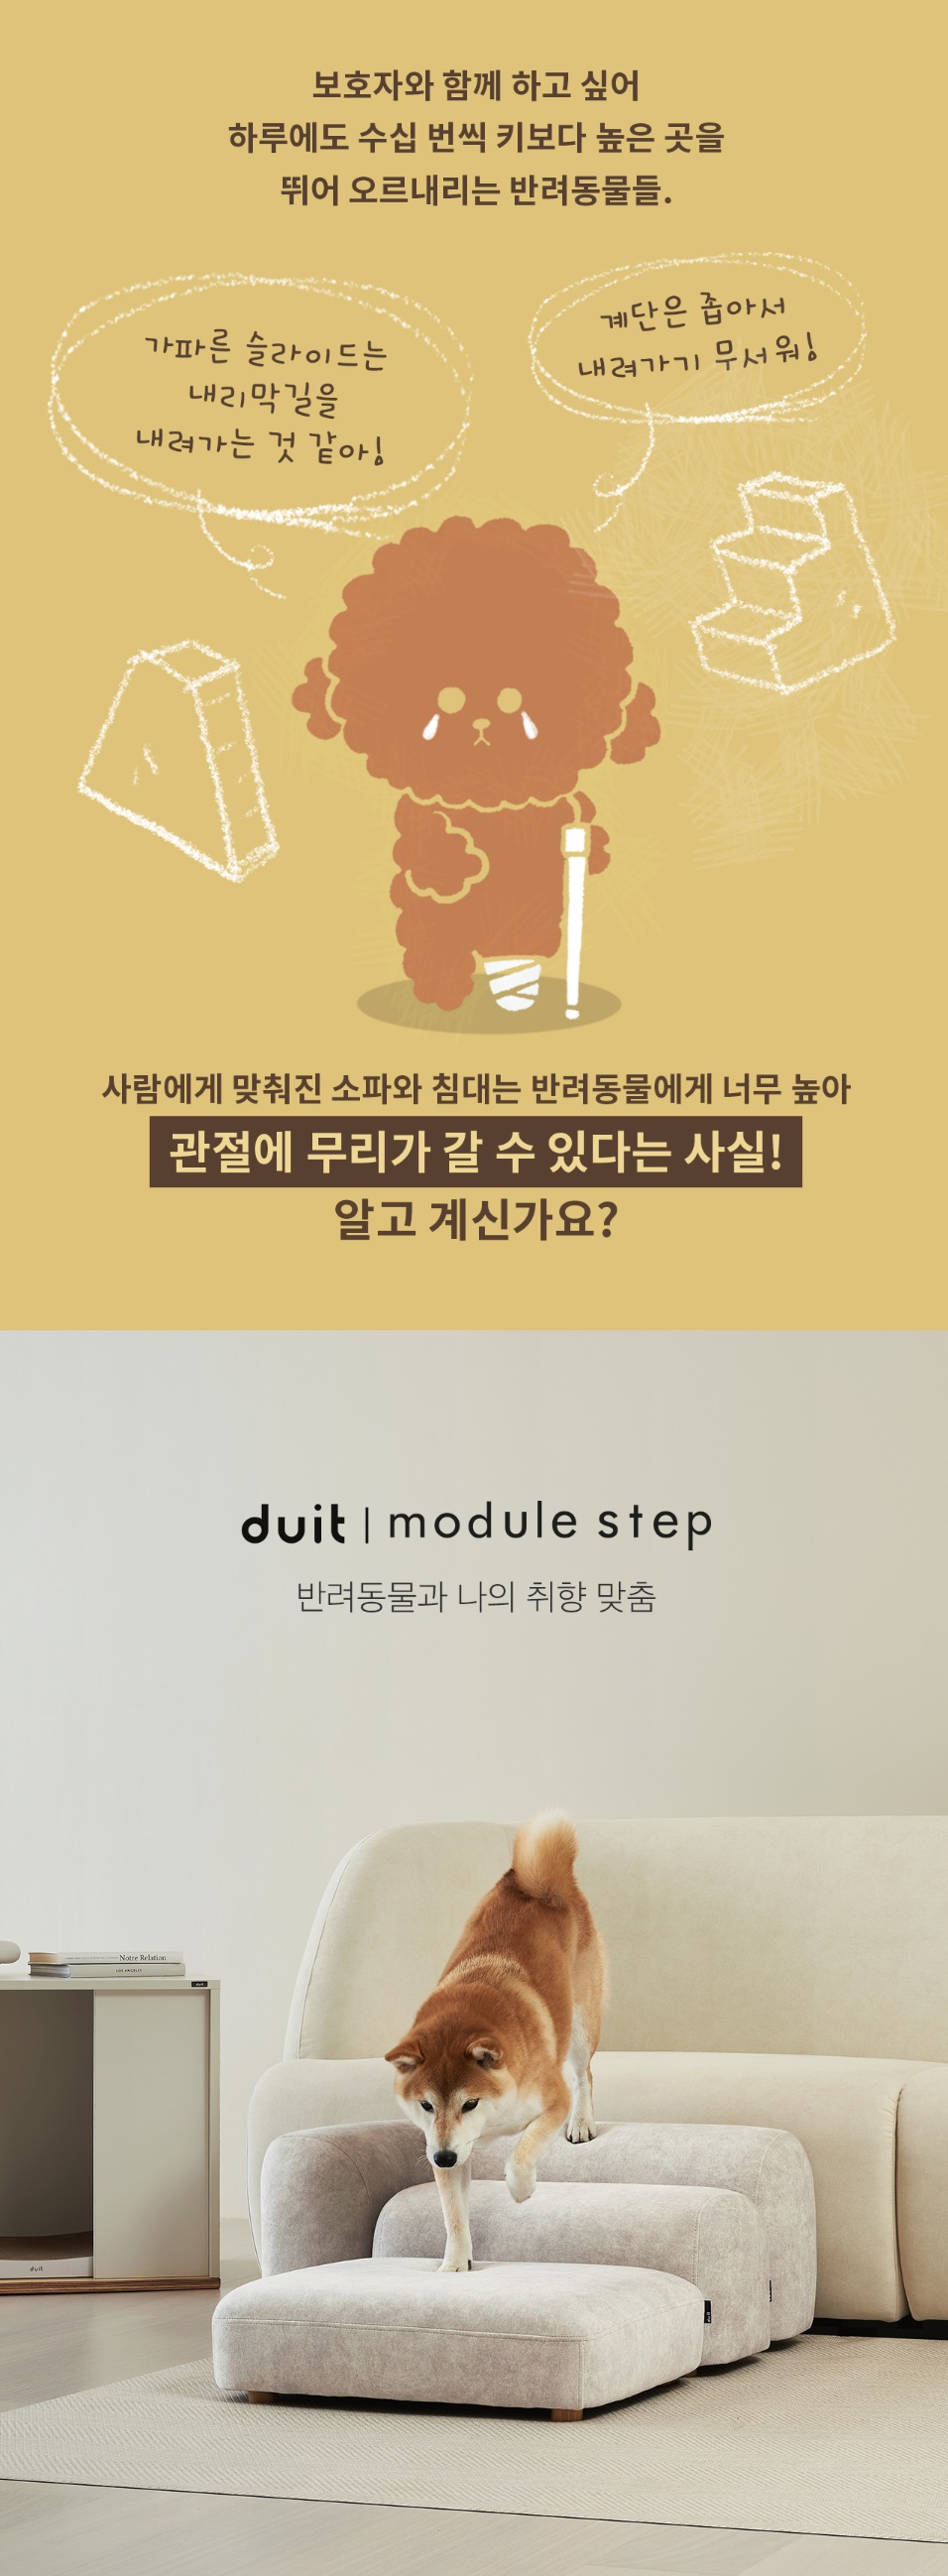 보호자와 함께 하고 싶어
하루에도 수십 번씩 키보다 높은 곳을
뛰어 오르내리는 반려동물들.
가파른 슬라이드는
내리막길을
내려가는 것 같아!
계단은 좁아서
내려가기 무서워!
사람에게 맞춰진 소파와 침대는 반려동물에게 너무 높아
관절에 무리가 갈 수 있다는 사실!
알고 계신가요?
duit | module step
반려동물과 나의 취향 맞춤
Notre Relation
LOS ANGELES
duit
duit
duit